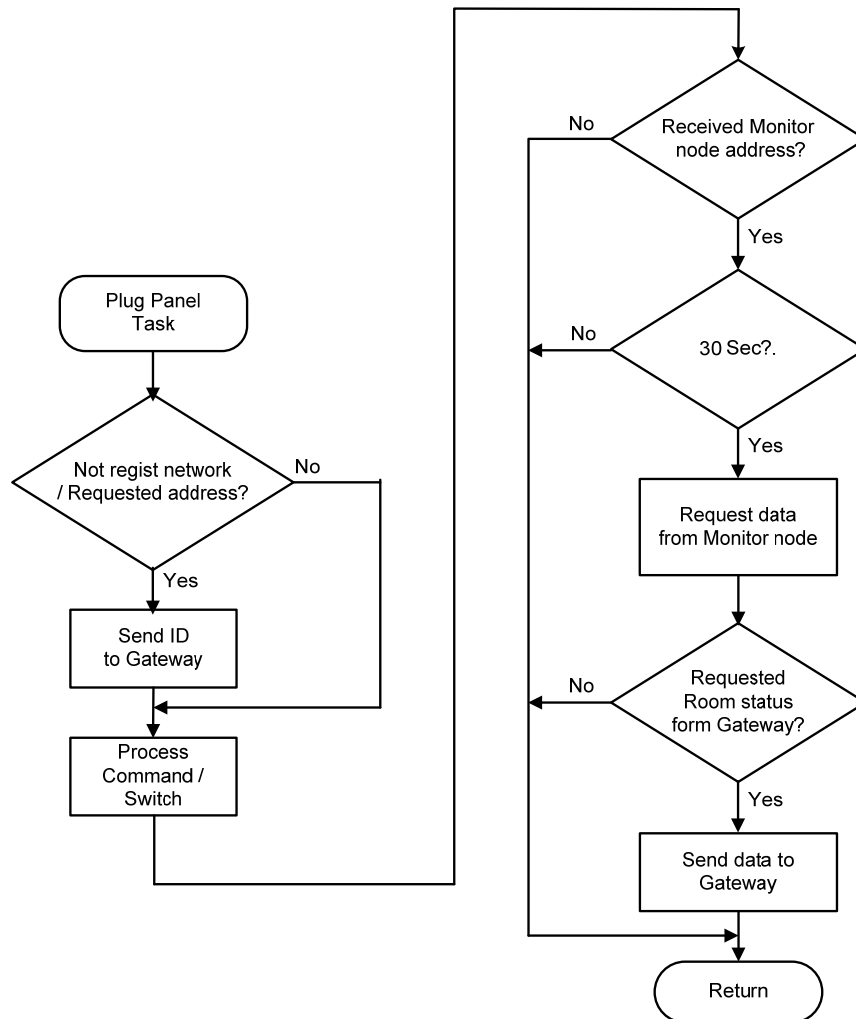 Plug Panel
Task
Not regist network
/ Requested address?
No
Yes
Send ID
to Gateway
Process
Command /
Switch
Received Monitor
node address?
No
Yes
30 Sec?.
No
Yes
Request data
from Monitor node
Requested
Room status
form Gateway?
No
Yes
Send data to
Gateway
Return